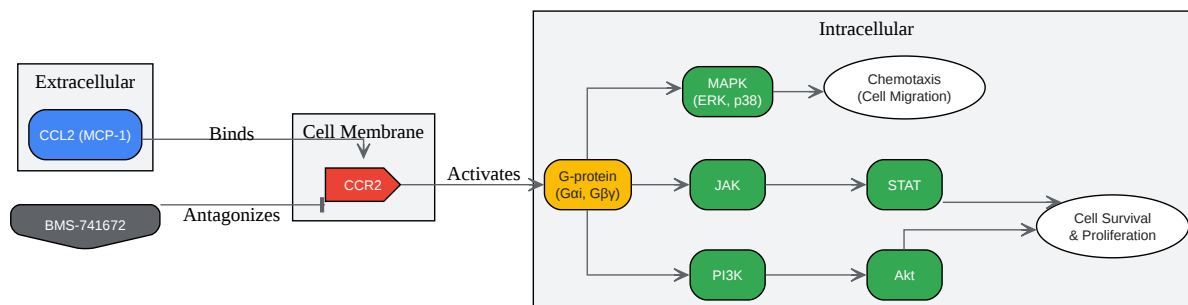 Intracellular
Extracellular
CCL2 (MCP-1)
Binds
Cell Membrane
CCR2
BMS-741672
Antagonizes
Activates
G-protein
(Gαi, Gβγ)
MAPK
(ERK, p38)
Chemotaxis
(Cell Migration)
JAK
STAT
PI3K
Akt
Cell Survival
& Proliferation